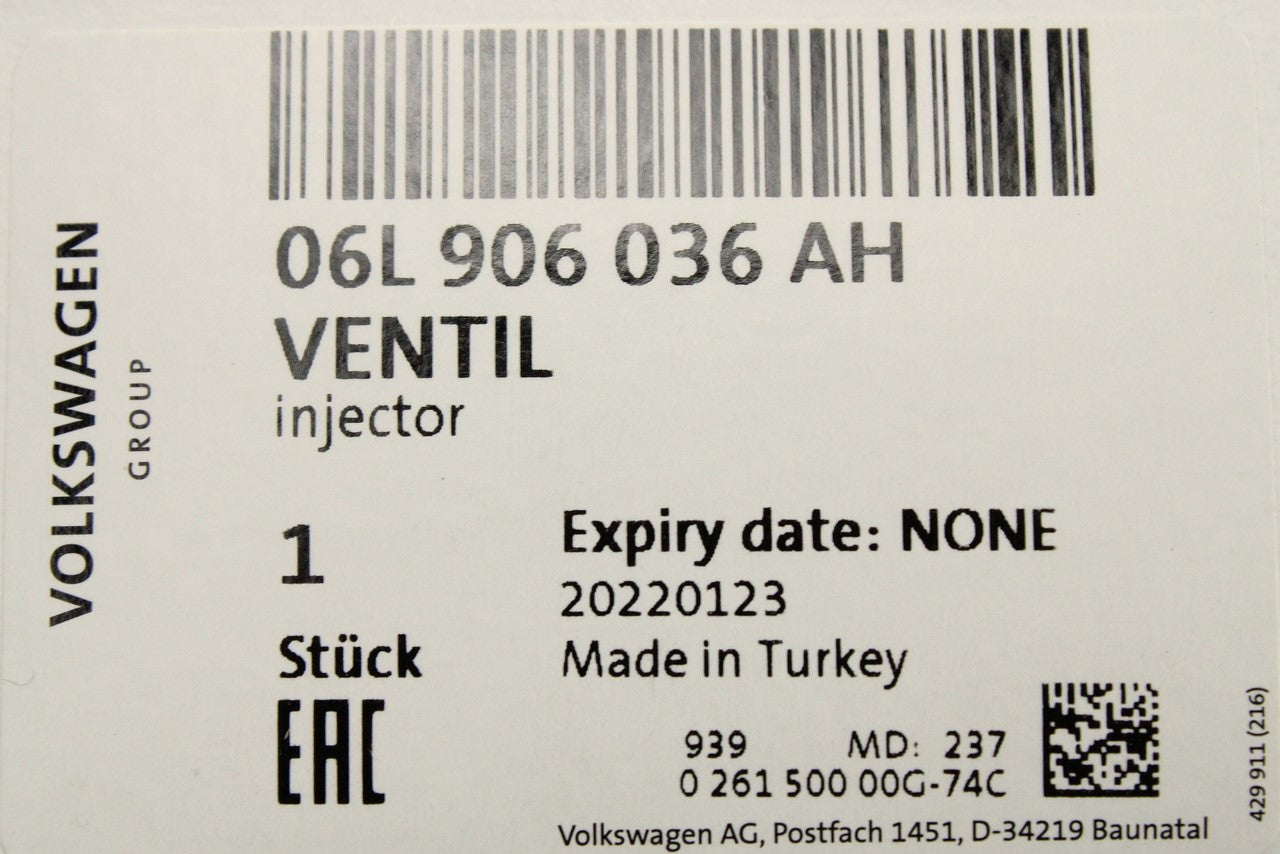 06L 906 036 AH
VENTIL
injector
VOLKSWAGEN
GROUP
1
Stück
EAC
Expiry date: NONE
20220123
Made in Turkey
939 MD: 237
0 261 500 00G-74C
Volkswagen AG, Postfach 1451, D-34219 Baunatal
429 911 (216)